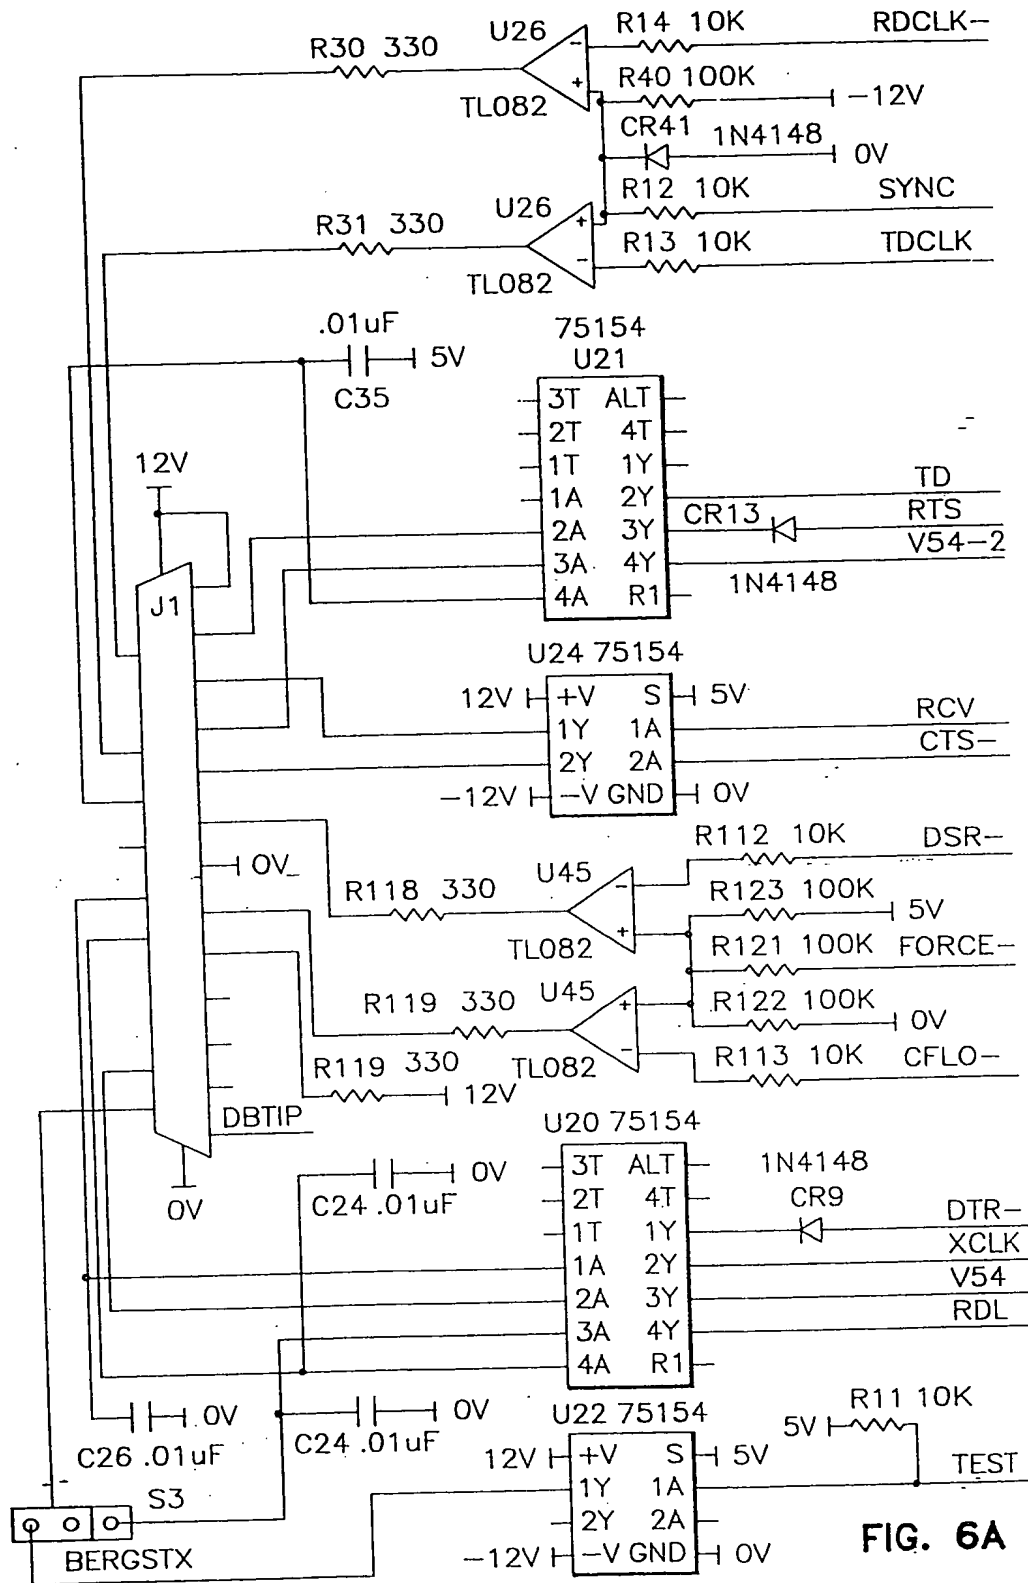 R14 10K
RDCLK-
U26
R30 330
R40 100K
-12V
TL082
CR41
1N4148
0V
R12 10K
SYNC
U26
R31 330
R13 10K
TDCLK
TL082
.01uF
5V
C35
75154
U21
3T ALT
2T 4T
1T 1Y
1A 2Y
2A 3Y
3A 4Y
4A R1
TD
CR13
RTS
V54-2
1N4148
12V
J1
U24 75154
12V
+V S
5V
1Y 1A
RCV
2Y 2A
CTS-
-12V
-V GND
0V
R112 10K
DSR-
0V
U45
R118 330
R123 100K
5V
TL082
R121 100K
FORCE-
U45
R119 330
R122 100K
0V
TL082
R113 10K
CFLO-
R119 330
12V
DBTIP
0V
U20 75154
3T ALT
2T 4T
1T 1Y
1A 2Y
2A 3Y
3A 4Y
4A R1
1N4148
CR9
DTR-
XCLK
V54
RDL
0V
C24 .01uF
0V
C26 .01uF
0V
C24 .01uF
U22 75154
R11 10K
5V
12V
+V S
5V
1Y 1A
TEST
2Y 2A
-12V
-V GND
0V
S3
BERGSTX
FIG. 6A